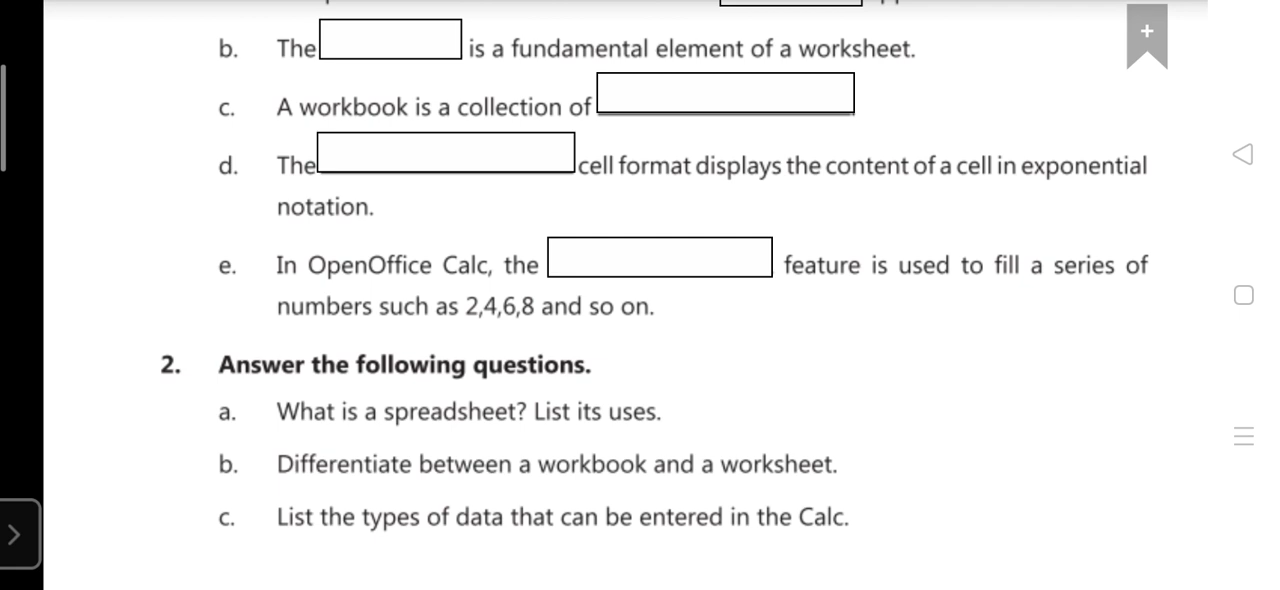 b. The is a fundamental element of a worksheet.
c. A workbook is a collection of
d. The cell format displays the content of a cell in exponential
notation.
e. In OpenOffice Calc, the feature is used to fill a series of
numbers such as 2,4,6,8 and so on.
2. Answer the following questions.
a. What is a spreadsheet? List its uses.
b. Differentiate between a workbook and a worksheet.
c. List the types of data that can be entered in the Calc.